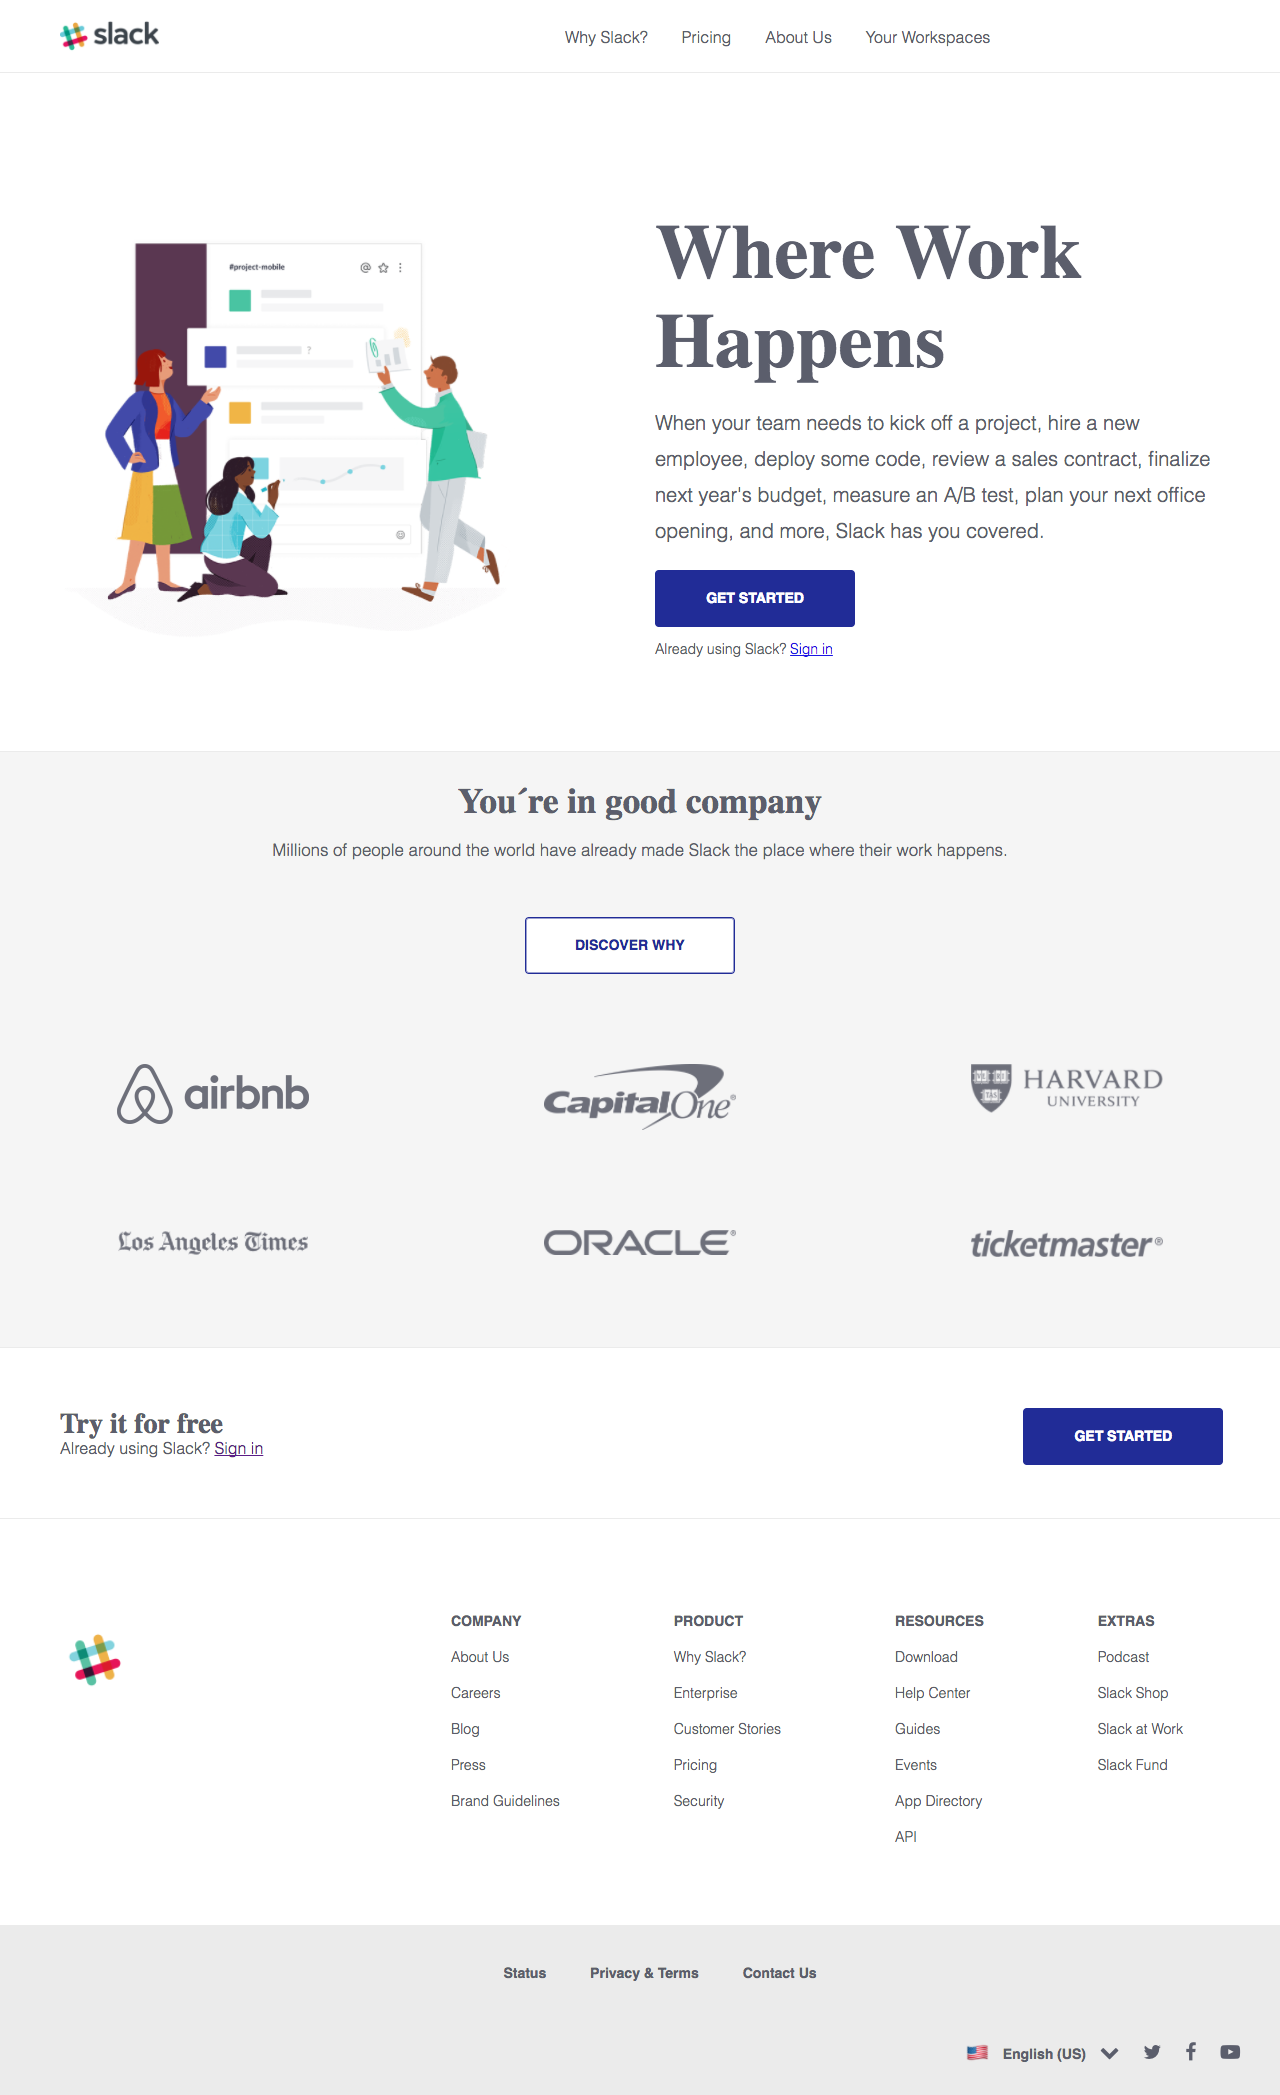 slack
Why Slack? Pricing About Us Your Workspaces
#project-mobile
?
Where Work
Happens
When your team needs to kick off a project, hire a new
employee, deploy some code, review a sales contract, finalize
next year's budget, measure an A/B test, plan your next office
opening, and more, Slack has you covered.
GET STARTED
Already using Slack? Sign in
You´re in good company
Millions of people around the world have already made Slack the place where their work happens.
DISCOVER WHY
airbnb
CapitalOne®
HARVARD
UNIVERSITY
Los Angeles Times
ORACLE®
ticketmaster®
Try it for free
Already using Slack? Sign in
GET STARTED
COMPANY
About Us
Careers
Blog
Press
Brand Guidelines
PRODUCT
Why Slack?
Enterprise
Customer Stories
Pricing
Security
RESOURCES
Download
Help Center
Guides
Events
App Directory
API
EXTRAS
Podcast
Slack Shop
Slack at Work
Slack Fund
Status Privacy & Terms Contact Us
English (US)